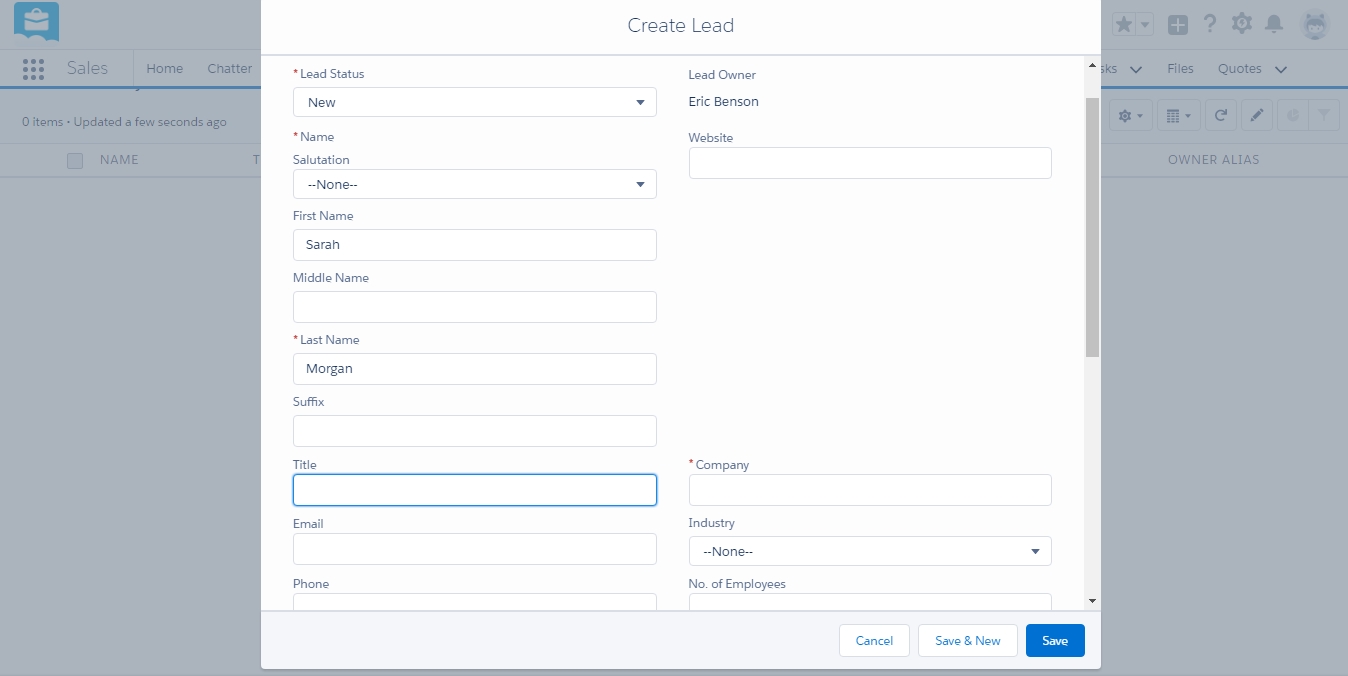 Create Lead
Sales
Home
Chatter
Files
Quotes
0 items • Updated a few seconds ago
NAME
OWNER ALIAS
*Lead Status
New
Lead Owner
Eric Benson
*Name
Salutation
--None--
Website
First Name
Sarah
Middle Name
*Last Name
Morgan
Suffix
Title
*Company
Email
Industry
--None--
Phone
No. of Employees
Cancel
Save & New
Save